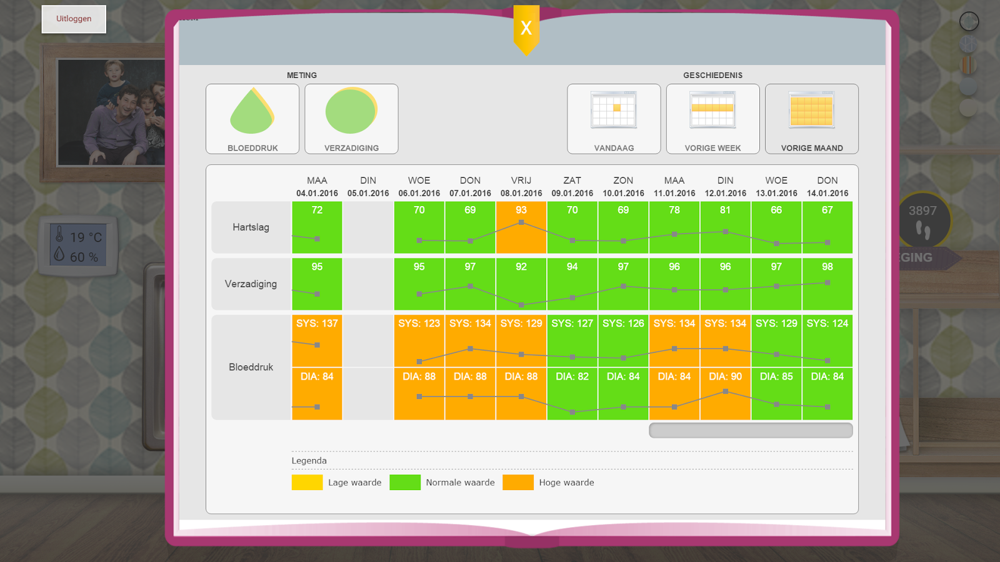 Uitloggen
X
METING
GESCHIEDENIS
BLOEDDRUK
VERZADIGING
VANDAAG
VORIGE WEEK
VORIGE MAAND
MAA DIN WOE DON VRIJ ZAT ZON MAA DIN WOE DON
04.01.2016 05.01.2016 06.01.2016 07.01.2016 08.01.2016 09.01.2016 10.01.2016 11.01.2016 12.01.2016 13.01.2016 14.01.2016
Hartslag
72 70 69 93 70 69 78 81 66 67
Verzadiging
95 95 97 92 94 97 96 96 97 98
Bloeddruk
SYS: 137 SYS: 123 SYS: 134 SYS: 129 SYS: 127 SYS: 126 SYS: 134 SYS: 134 SYS: 129 SYS: 124
DIA: 84 DIA: 88 DIA: 88 DIA: 88 DIA: 82 DIA: 84 DIA: 84 DIA: 90 DIA: 85 DIA: 84
Legenda
Lage waarde
Normale waarde
Hoge waarde
19 °C
60 %
3897
EGING